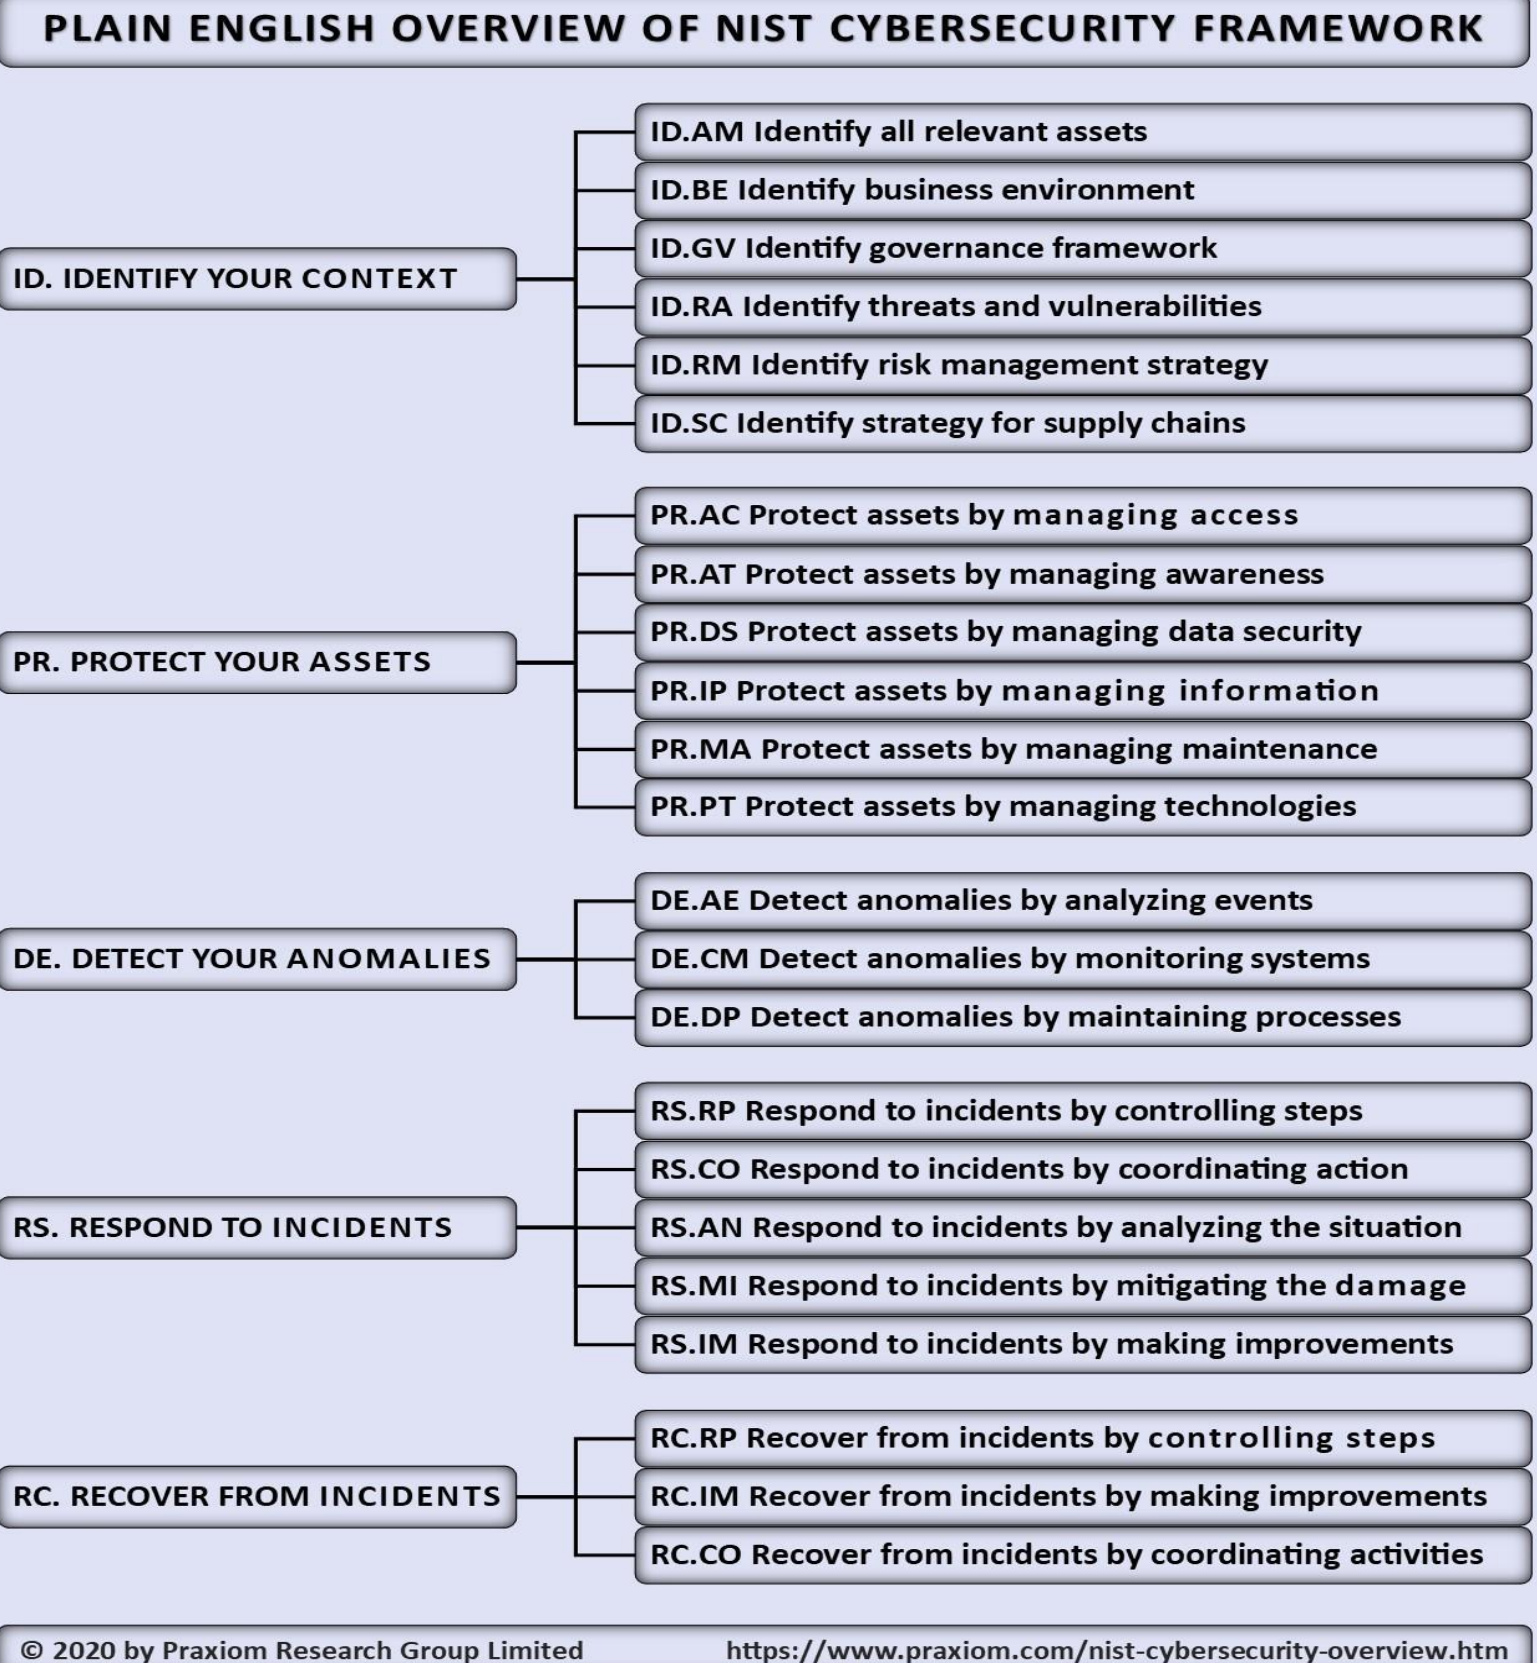 PLAIN ENGLISH OVERVIEW OF NIST CYBERSECURITY FRAMEWORK
ID. IDENTIFY YOUR CONTEXT
ID.AM Identify all relevant assets
ID.BE Identify business environment
ID.GV Identify governance framework
ID.RA Identify threats and vulnerabilities
ID.RM Identify risk management strategy
ID.SC Identify strategy for supply chains
PR. PROTECT YOUR ASSETS
PR.AC Protect assets by managing access
PR.AT Protect assets by managing awareness
PR.DS Protect assets by managing data security
PR.IP Protect assets by managing information
PR.MA Protect assets by managing maintenance
PR.PT Protect assets by managing technologies
DE. DETECT YOUR ANOMALIES
DE.AE Detect anomalies by analyzing events
DE.CM Detect anomalies by monitoring systems
DE.DP Detect anomalies by maintaining processes
RS. RESPOND TO INCIDENTS
RS.RP Respond to incidents by controlling steps
RS.CO Respond to incidents by coordinating action
RS.AN Respond to incidents by analyzing the situation
RS.MI Respond to incidents by mitigating the damage
RS.IM Respond to incidents by making improvements
RC. RECOVER FROM INCIDENTS
RC.RP Recover from incidents by controlling steps
RC.IM Recover from incidents by making improvements
RC.CO Recover from incidents by coordinating activities
© 2020 by Praxiom Research Group Limited https://www.praxiom.com/nist-cybersecurity-overview.htm